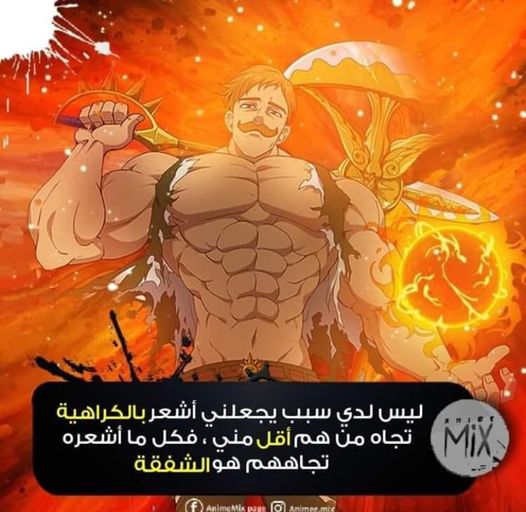 ليس لدي سبب يجعلني أشعر بالكراهية
تجاه من هم أقل مني ، فكل ما أشعره
تجاههم هو الشفقة
ANIME
MiX
AnimeMix page Animee.mix